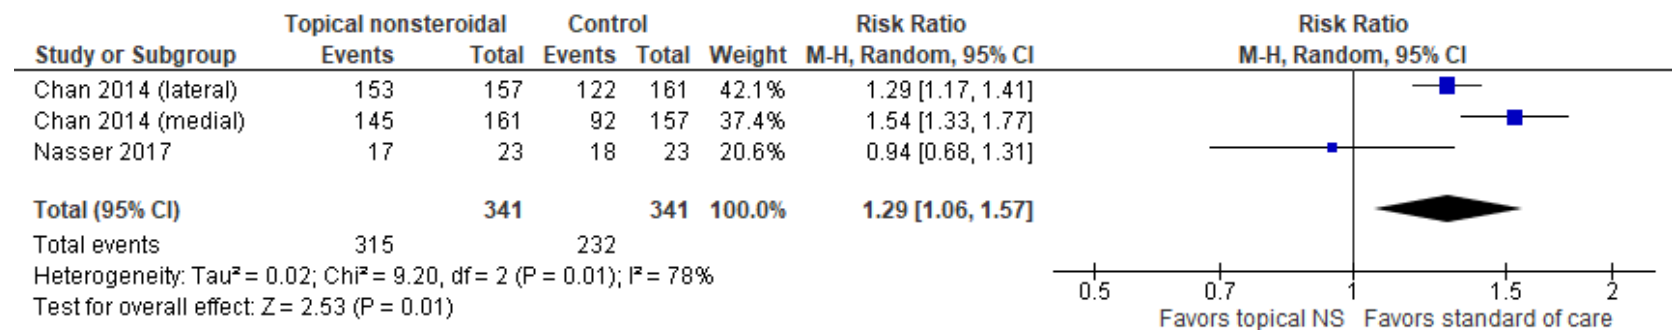 Topical nonsteroidal Control Risk Ratio Risk Ratio
Study or Subgroup Events Total Events Total Weight M-H, Random, 95% CI M-H, Random, 95% CI
Chan 2014 (lateral) 153 157 122 161 42.1% 1.29 [1.17, 1.41]
Chan 2014 (medial) 145 161 92 157 37.4% 1.54 [1.33, 1.77]
Nasser 2017 17 23 18 23 20.6% 0.94 [0.68, 1.31]
Total (95% CI) 341 341 100.0% 1.29 [1.06, 1.57]
Total events 315 232
Heterogeneity: Tau² = 0.02; Chi² = 9.20, df = 2 (P = 0.01); I² = 78%
Test for overall effect: Z = 2.53 (P = 0.01)
0.5 0.7 1 1.5 2
Favors topical NS Favors standard of care